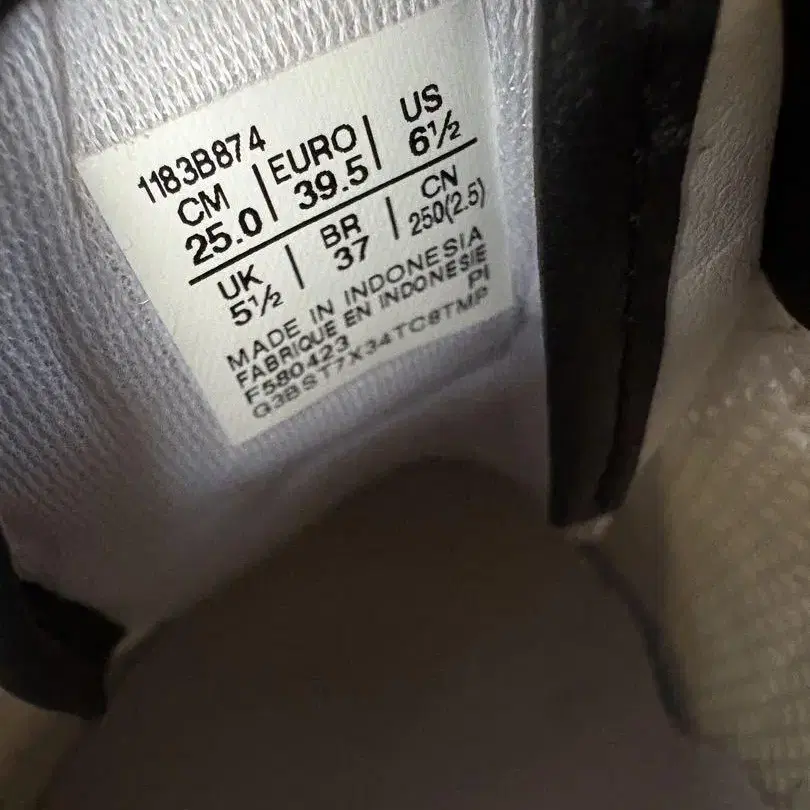 1183B874
CM | EURO | US
25.0 | 39.5 | 6½
UK | BR | CN
5½ | 37 | 250(2.5)
MADE IN INDONESIA
FABRIQUE EN INDONESIE
PI
F580423
G3BST7X34TC8TMP